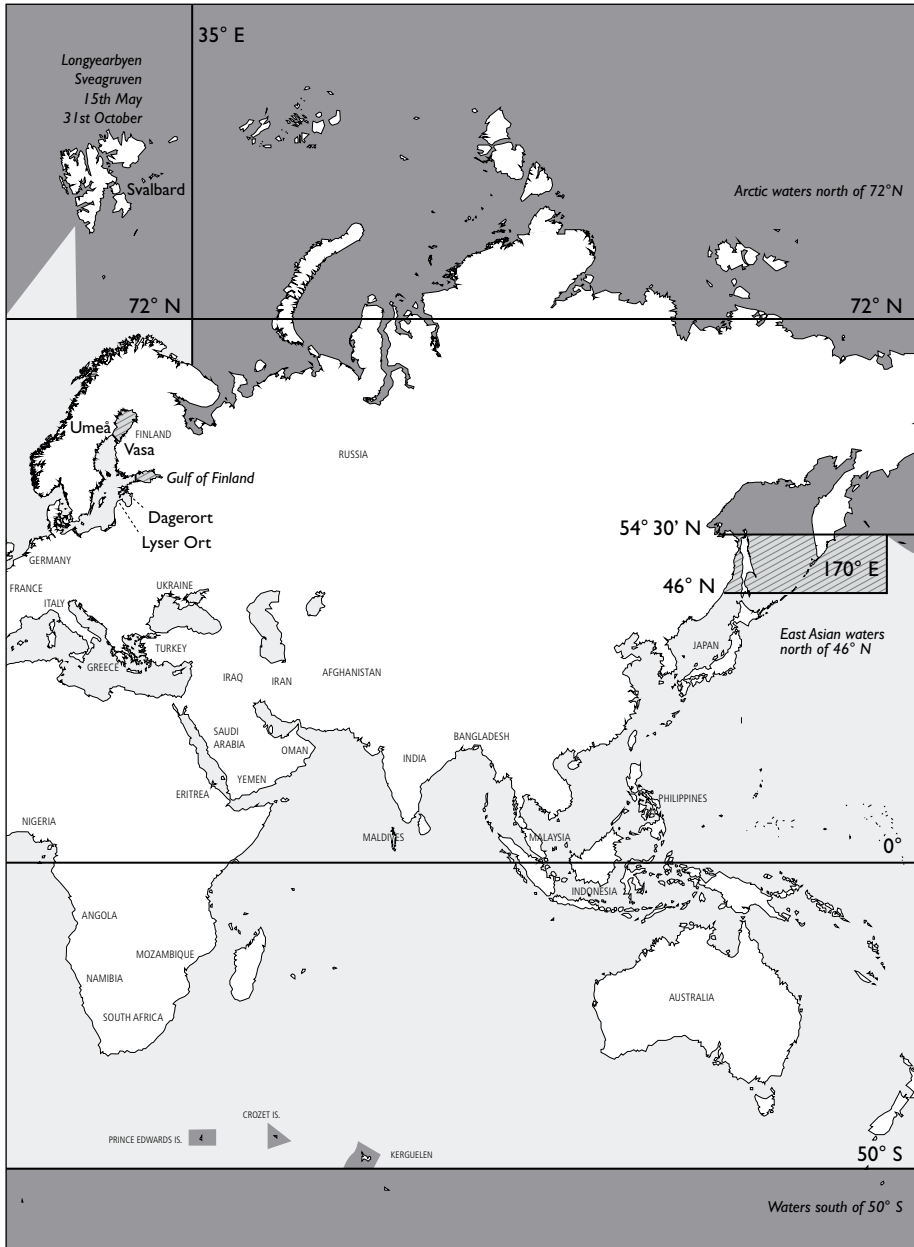 35° E
Longyearbyen
Sveagruven
15th May
31st October
Svalbard
Arctic waters north of 72°N
72° N
72° N
Umeå
FINLAND
Vasa
RUSSIA
Gulf of Finland
Dagerort
Lyser Ort
54° 30’ N
GERMANY
170° E
FRANCE
UKRAINE
46° N
ITALY
East Asian waters
north of 46° N
TURKEY
JAPAN
GREECE
IRAQ
IRAN
AFGHANISTAN
SAUDI
ARABIA
BANGLADESH
OMAN
INDIA
YEMEN
ERITREA
PHILIPPINES
NIGERIA
MALDIVES
MALAYSIA
0°
INDONESIA
ANGOLA
MOZAMBIQUE
NAMIBIA
AUSTRALIA
SOUTH AFRICA
CROZET IS.
PRINCE EDWARDS IS.
KERGUELEN
50° S
Waters south of 50° S